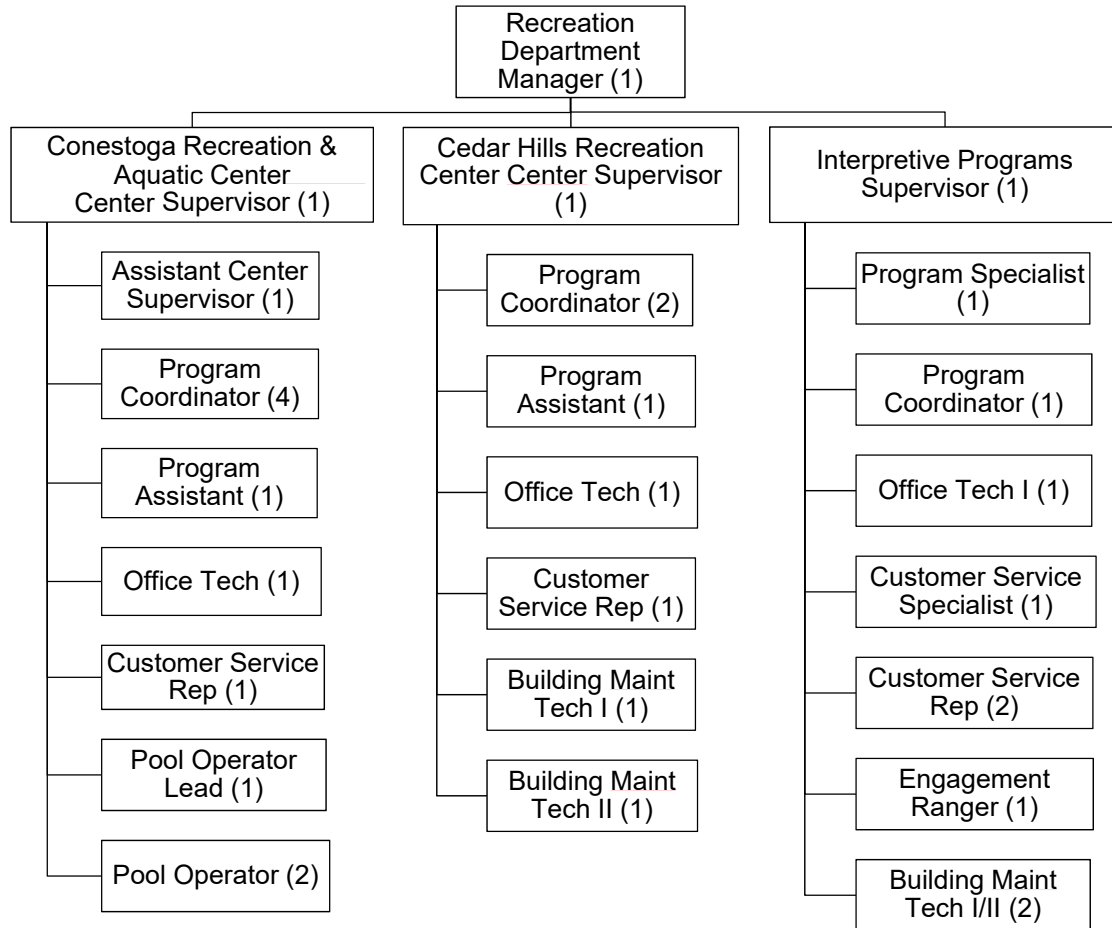 Recreation
Department
Manager (1)
Conestoga Recreation &
Aquatic Center
Center Supervisor (1)
Assistant Center
Supervisor (1)
Program
Coordinator (4)
Program
Assistant (1)
Office Tech (1)
Customer Service
Rep (1)
Pool Operator
Lead (1)
Pool Operator (2)
Cedar Hills Recreation
Center Center Supervisor
(1)
Program
Coordinator (2)
Program
Assistant (1)
Office Tech (1)
Customer
Service Rep (1)
Building Maint
Tech I (1)
Building Maint
Tech II (1)
Interpretive Programs
Supervisor (1)
Program Specialist
(1)
Program
Coordinator (1)
Office Tech I (1)
Customer Service
Specialist (1)
Customer Service
Rep (2)
Engagement
Ranger (1)
Building Maint
Tech I/II (2)